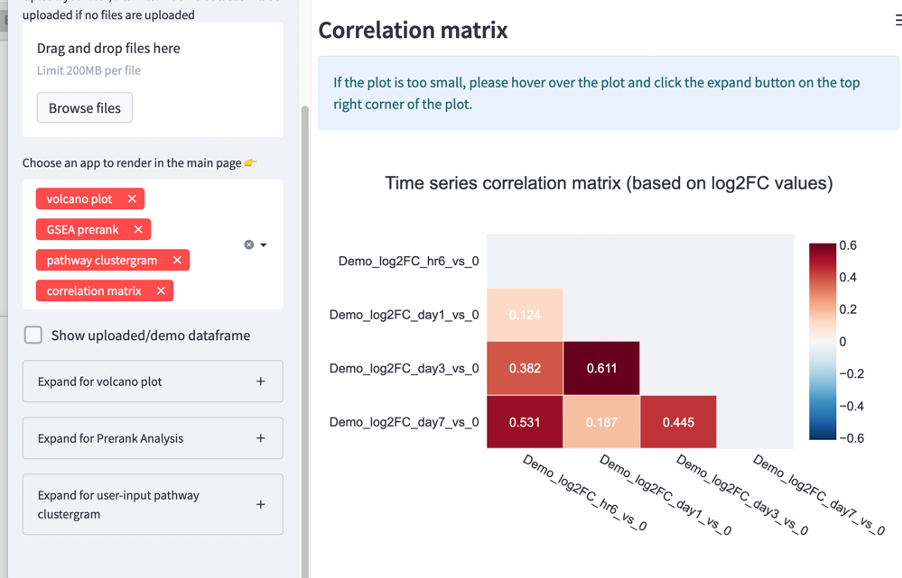 uploaded if no files are uploaded
Drag and drop files here
Limit 200MB per file
Browse files
Choose an app to render in the main page👉
volcano plot ×
GSEA prerank ×
pathway clustergram ×
correlation matrix ×
Show uploaded/demo dataframe
Expand for volcano plot +
Expand for Prerank Analysis +
Expand for user-input pathway
clustergram +
Correlation matrix
If the plot is too small, please hover over the plot and click the expand button on the top
right corner of the plot.
Time series correlation matrix (based on log2FC values)
Demo_log2FC_hr6_vs_0
Demo_log2FC_day1_vs_0
0.124
Demo_log2FC_day3_vs_0
0.382
0.611
Demo_log2FC_day7_vs_0
0.531
0.187
0.445
Demo_log2FC_hr6_vs_0
Demo_log2FC_day1_vs_0
Demo_log2FC_day3_vs_0
Demo_log2FC_day7_vs_0
0.6
0.4
0.2
0
−0.2
−0.4
−0.6